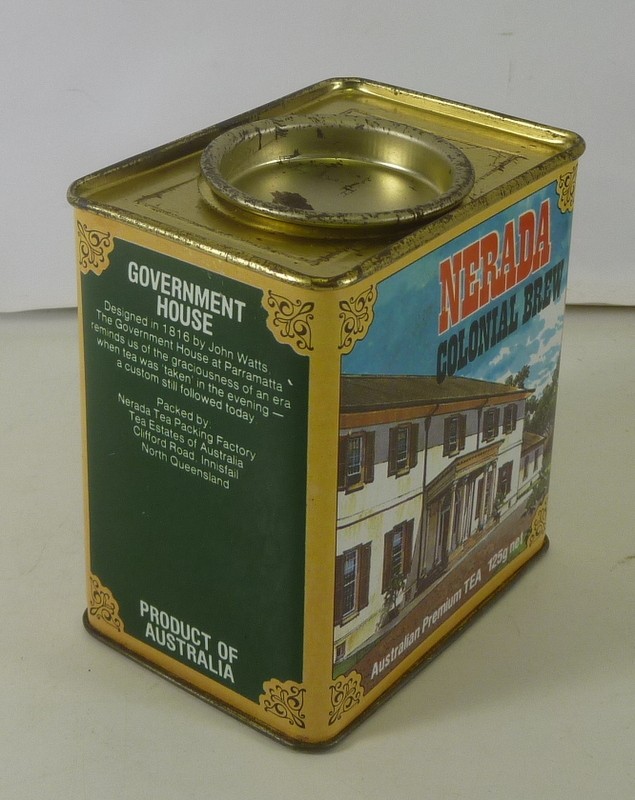 GOVERNMENT
HOUSE
Designed in 1816 by John Watts
The Government House at Parramatta
reminds us of the graciousness of an era
when tea was 'taken' in the evening —
a custom still followed today.
Packed by:
Nerada Tea Packing Factory
Tea Estates of Australia
Clifford Road, Innisfail
North Queensland
PRODUCT OF
AUSTRALIA
NERADA
COLONIAL BREW
Australian Premium TEA 125g net